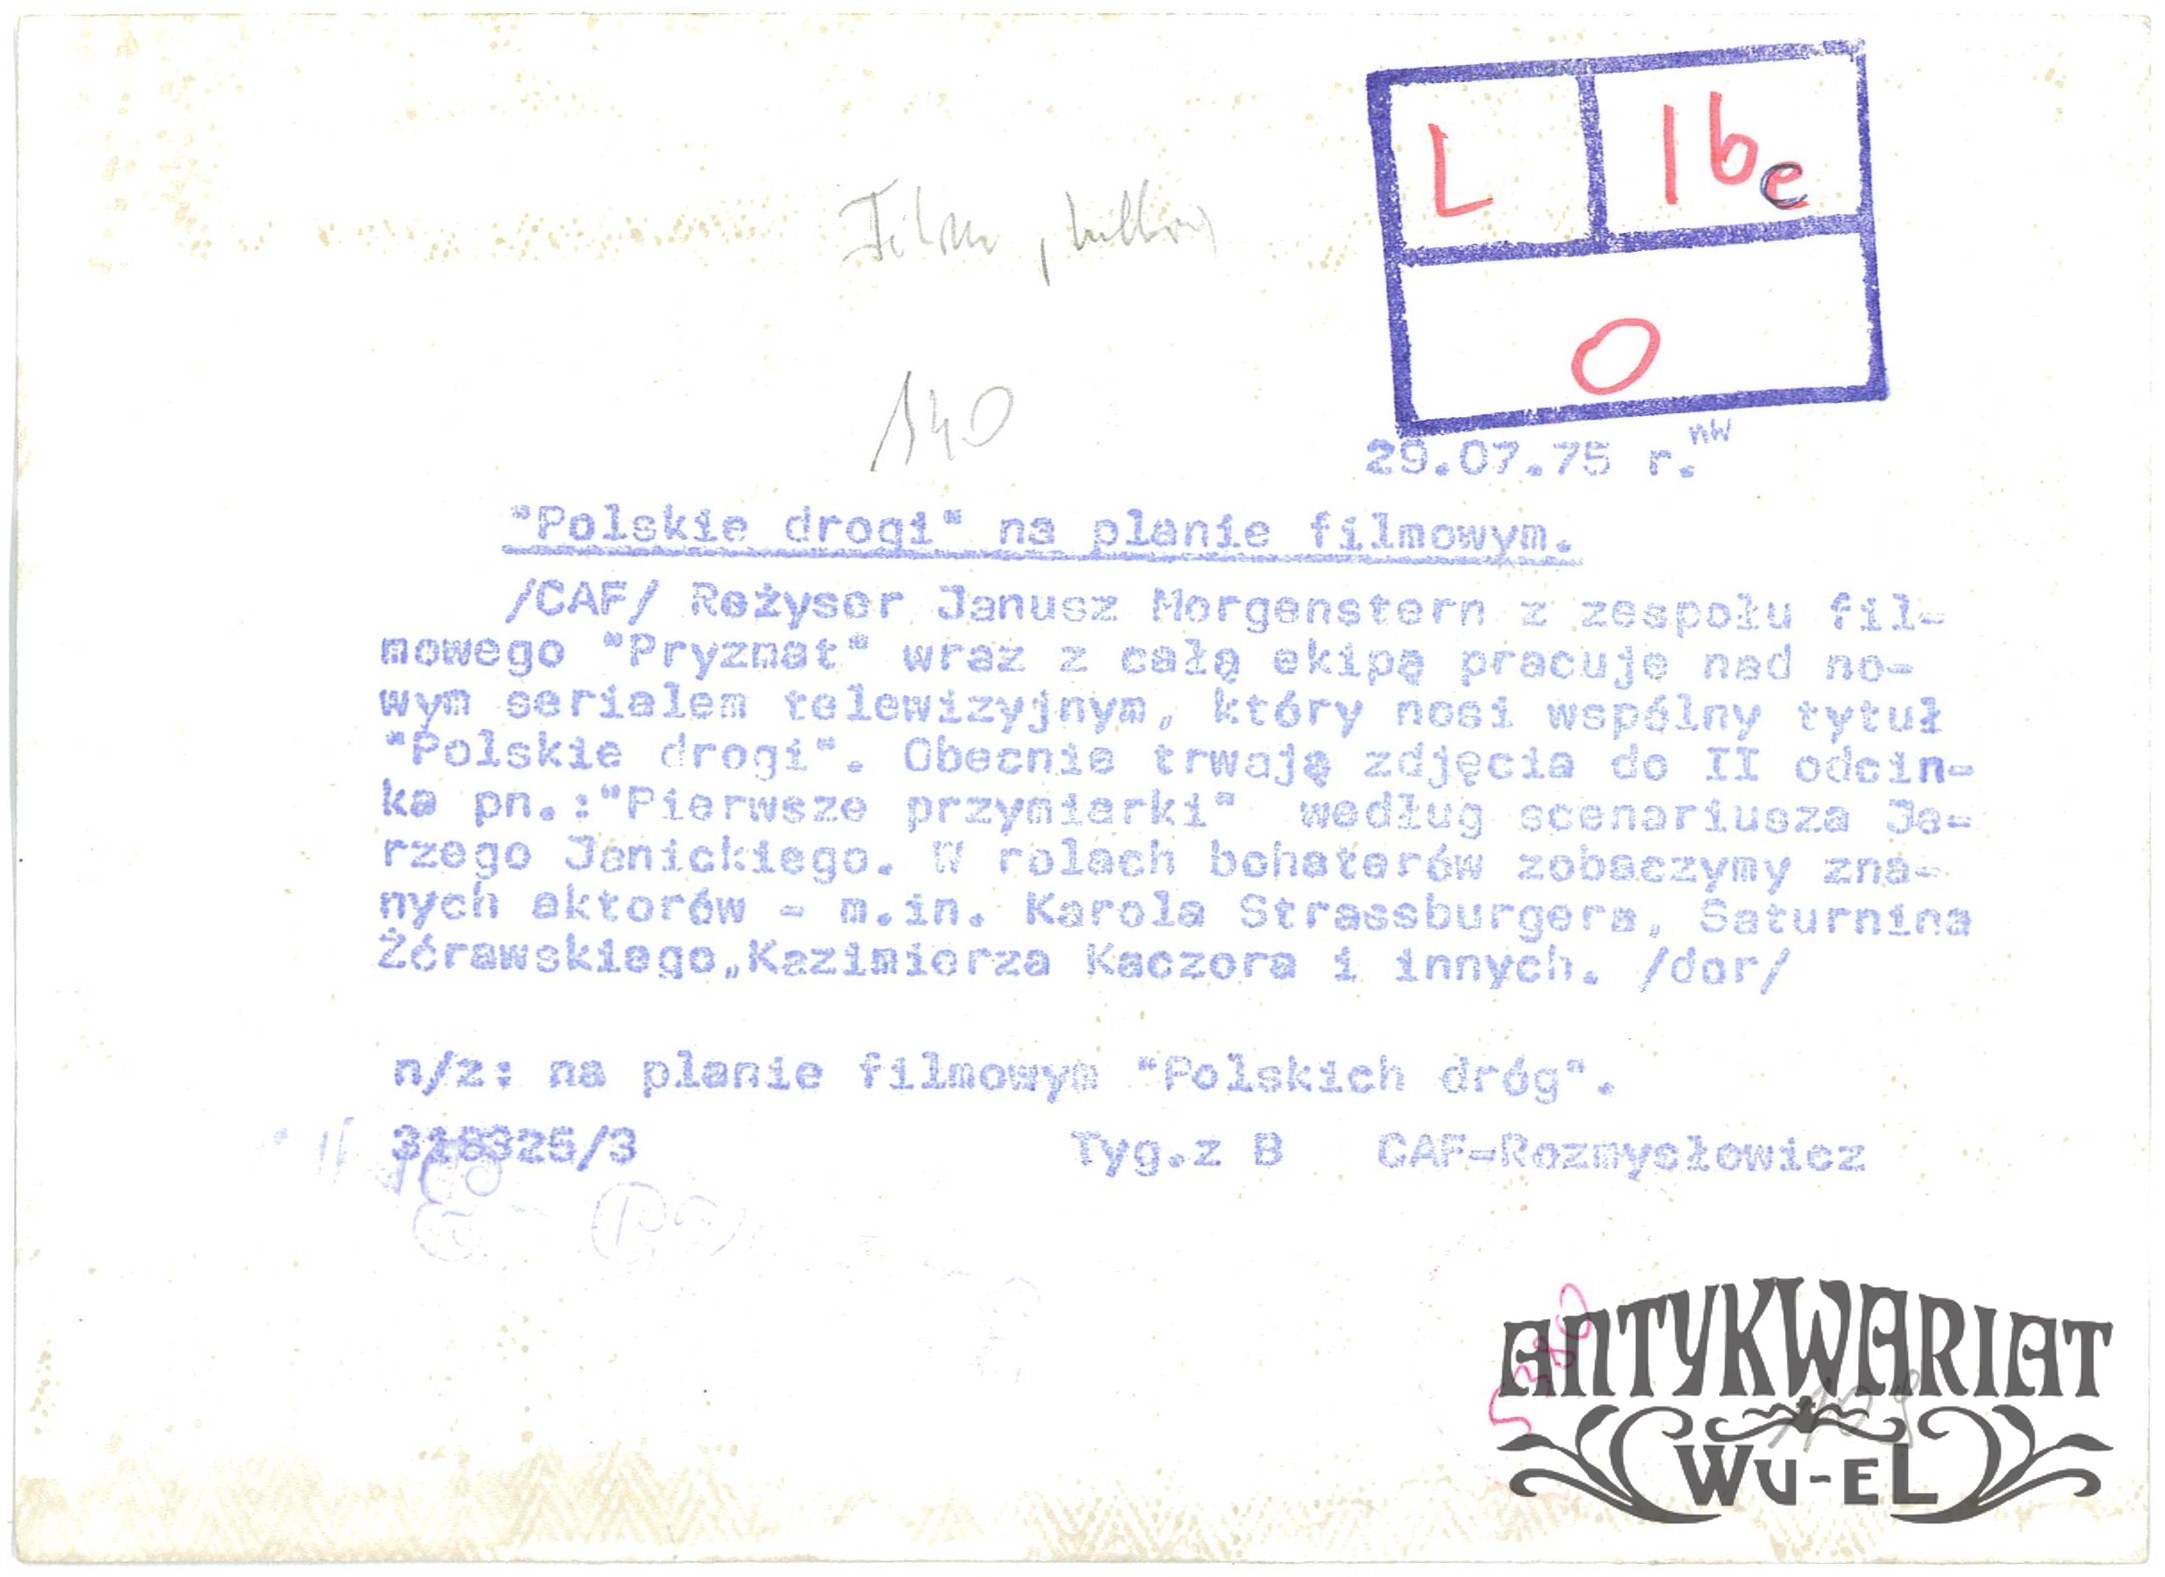 L
16e
O
Film,
140
29.07.75 r. nW
"Polskie drogi" na planie filmowym.
/CAF/ Reżyser Janusz Morgenstern z zespołu fil-
mowego "Pryzmat" wraz z całą ekipą pracuje nad no-
wym serialem telewizyjnym, który nosi wspólny tytuł
"Polskie drogi". Obecnie trwają zdjęcia do II odcin-
ka pn.:"Pierwsze przymiarki" według scenariusza Je-
rzego Janickiego. W rolach bohaterów zobaczymy zna-
nych aktorów - m.in. Karola Strassburgera, Saturnina
Żórawskiego,Kazimierza Kaczora i innych. /dor/
n/z: na planie filmowym "Polskich dróg".
318325/3 Tyg.z B CAF-Rozmysłowicz
ANTYKWARIAT
WU-EL